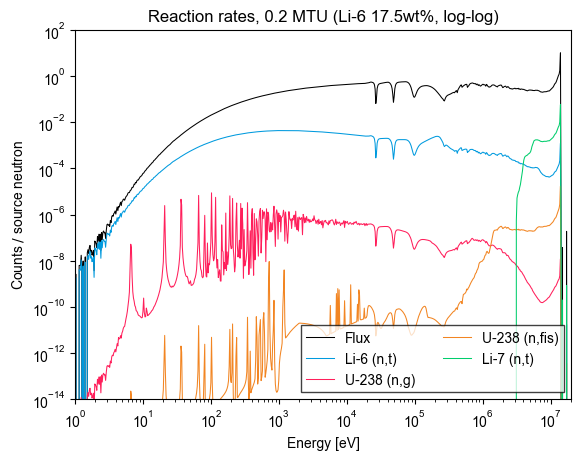 Reaction rates, 0.2 MTU (Li-6 17.5wt%, log-log)
Counts / source neutron
10^2
10^0
10^−2
10^−4
10^−6
10^−8
10^−10
10^−12
10^−14
Flux
Li-6 (n,t)
U-238 (n,g)
U-238 (n,fis)
Li-7 (n,t)
10^0 10^1 10^2 10^3 10^4 10^5 10^6 10^7
Energy [eV]